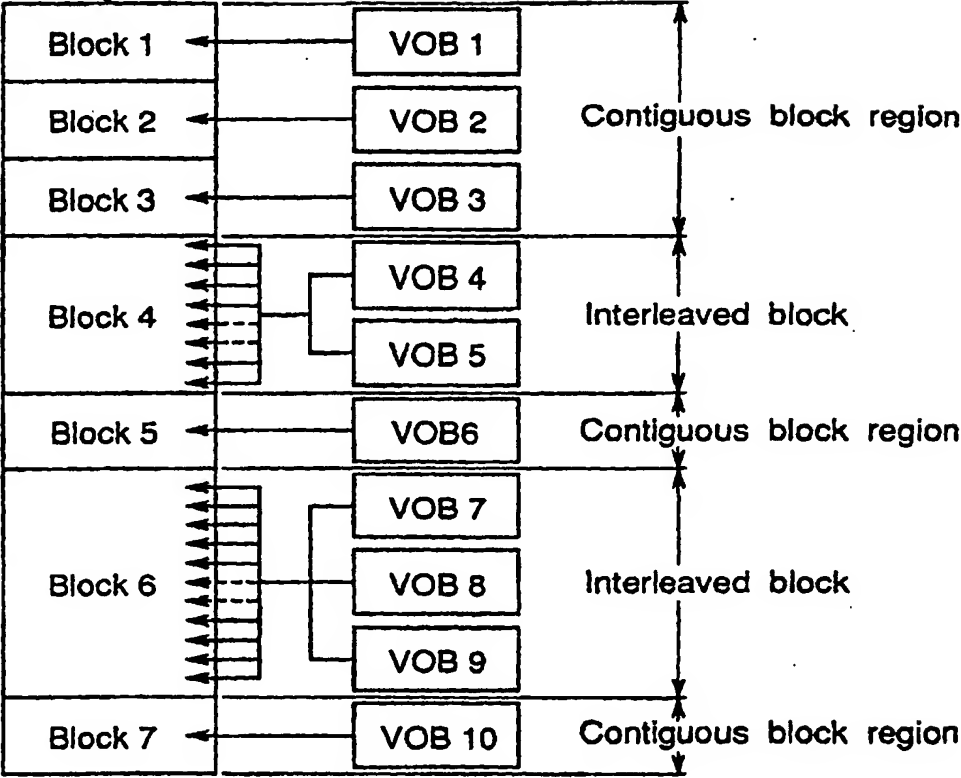 Block 1
VOB 1
Block 2
VOB 2
Contiguous block region
Block 3
VOB 3
Block 4
VOB 4
Interleaved block
VOB 5
Block 5
VOB6
Contiguous block region
Block 6
VOB 7
VOB 8
Interleaved block
VOB 9
Block 7
VOB 10
Contiguous block region